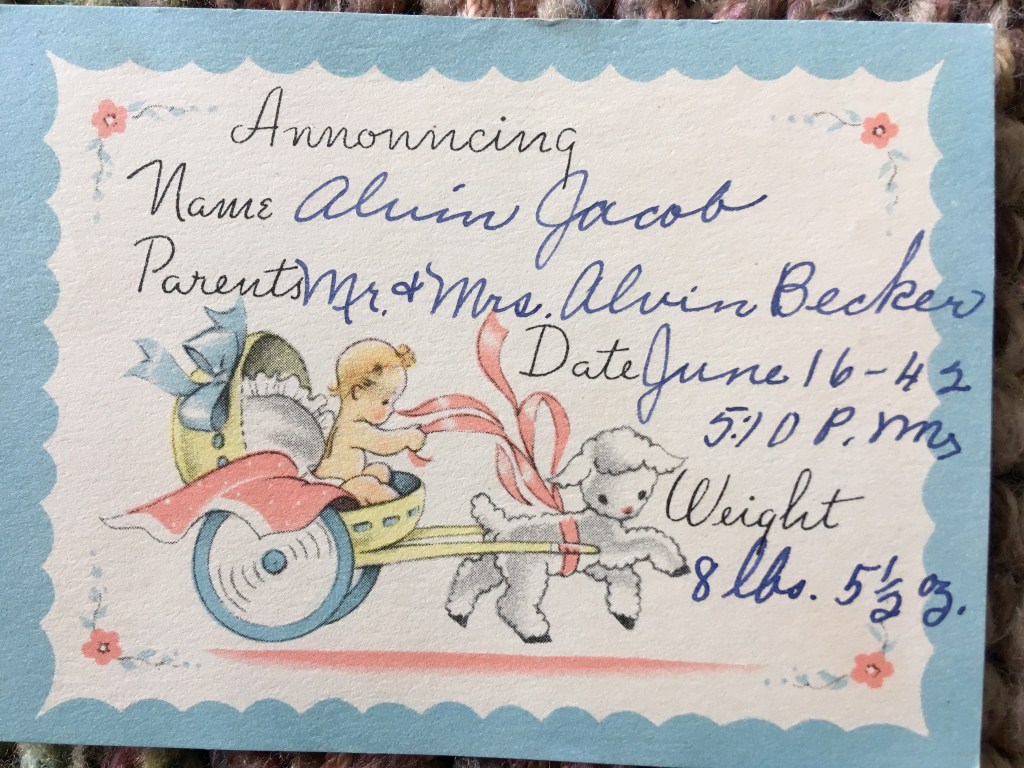 Announcing
Name Alvin Jacob
Parents Mr. & Mrs. Alvin Becker
Date June 16-42
5:10 P. M.
Weight
8 lbs. 5½ oz.